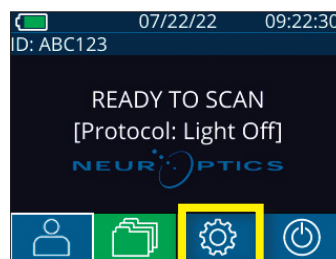 07/22/22 09:22:30
ID: ABC123
READY TO SCAN
[Protocol: Light Off]
NEUROPTICS